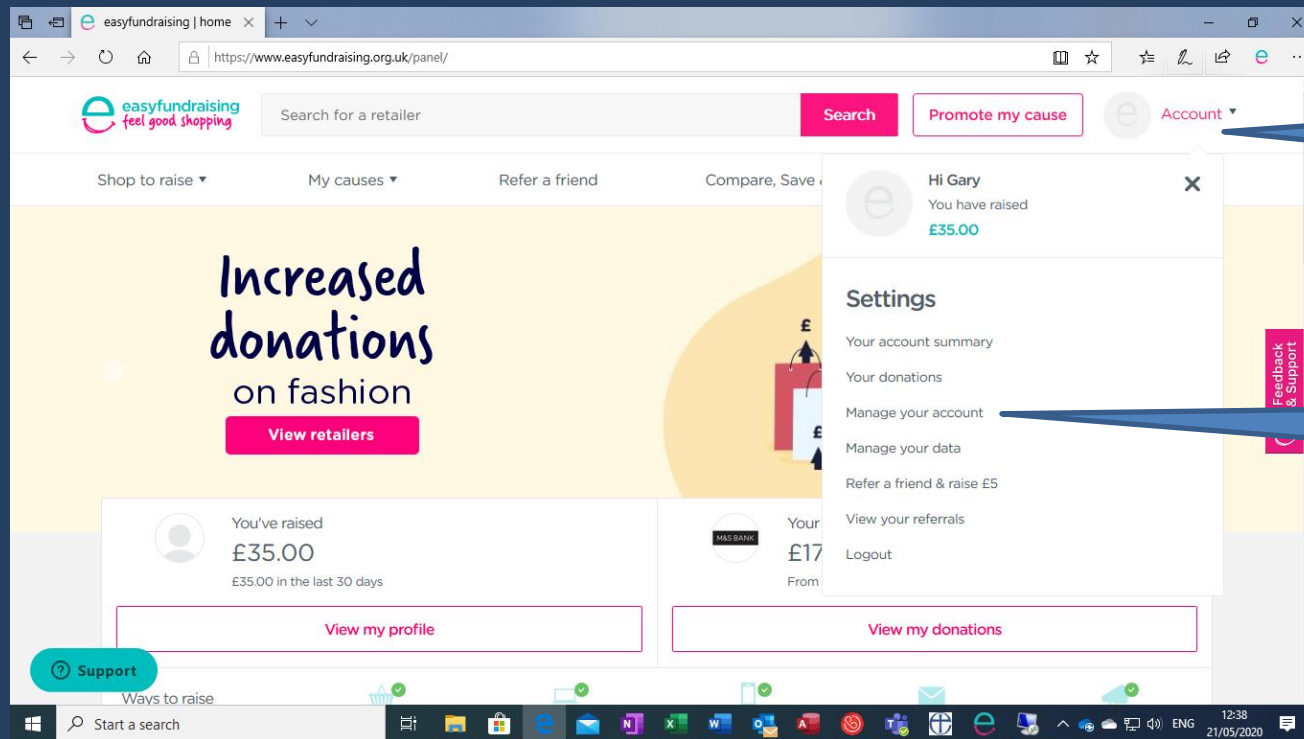 easyfundraising | home
https://www.easyfundraising.org.uk/panel/
easyfundraising
feel good shopping
Search for a retailer
Search
Promote my cause
Account
Shop to raise
My causes
Refer a friend
Compare, Save
Hi Gary
You have raised
£35.00
Increased
donations
on fashion
View retailers
£
£
Settings
Your account summary
Your donations
Manage your account
Manage your data
Refer a friend & raise £5
View your referrals
Logout
Feedback
& Support
You've raised
£35.00
£35.00 in the last 30 days
View my profile
M&S BANK
Your
£17
From
View my donations
Support
Ways to raise
Start a search
ENG
12:38
21/05/2020